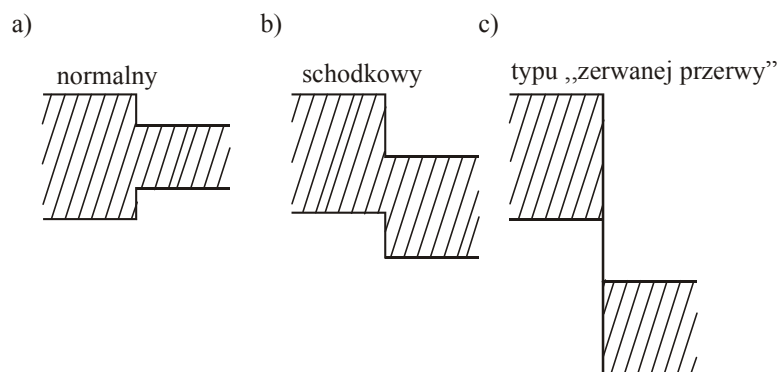 a)
b)
c)
normalny
schodkowy
typu ,,zerwanej przerwy”